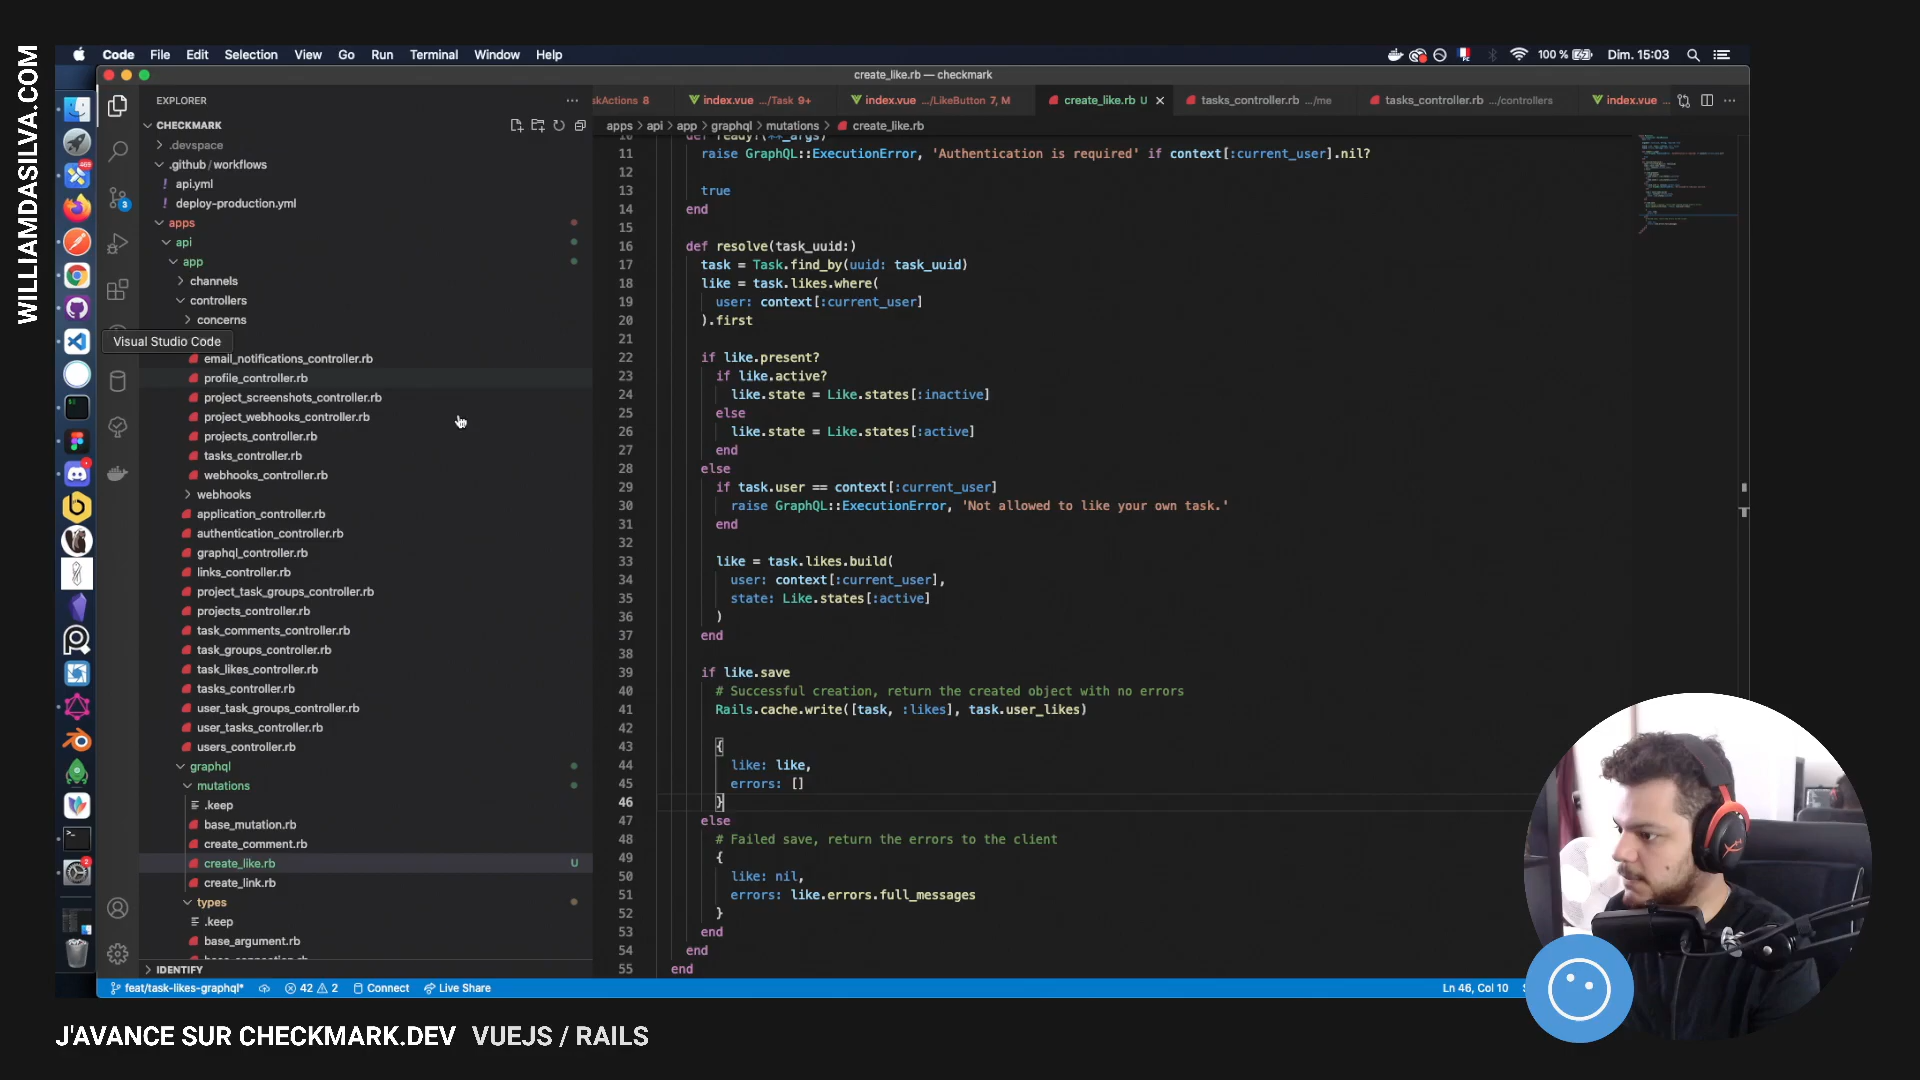 WILLIAMDASILVA.COM
Code File Edit Selection View Go Run Terminal Window Help
100 % Dim. 15:03
create_like.rb — checkmark
EXPLORER
skActions 8
index.vue .../Task 9+
index.vue .../LikeButton 7, M
create_like.rb U
tasks_controller.rb .../me
tasks_controller.rb .../controllers
index.vue ...
CHECKMARK
apps > api > app > graphql > mutations > create_like.rb
.devspace
.github/workflows
api.yml
deploy-production.yml
apps
api
app
channels
controllers
concerns
Visual Studio Code
email_notifications_controller.rb
profile_controller.rb
project_screenshots_controller.rb
project_webhooks_controller.rb
projects_controller.rb
tasks_controller.rb
webhooks_controller.rb
webhooks
application_controller.rb
authentication_controller.rb
graphql_controller.rb
links_controller.rb
project_task_groups_controller.rb
projects_controller.rb
task_comments_controller.rb
task_groups_controller.rb
task_likes_controller.rb
tasks_controller.rb
user_task_groups_controller.rb
user_tasks_controller.rb
users_controller.rb
graphql
mutations
.keep
base_mutation.rb
create_comment.rb
create_like.rb U
create_link.rb
types
.keep
base_argument.rb
base_connection.rb
IDENTIFY
10 def ready?(**_args)
11 raise GraphQL::ExecutionError, 'Authentication is required' if context[:current_user].nil?
12
13 true
14 end
15
16 def resolve(task_uuid:)
17 task = Task.find_by(uuid: task_uuid)
18 like = task.likes.where(
19 user: context[:current_user]
20 ).first
21
22 if like.present?
23 if like.active?
24 like.state = Like.states[:inactive]
25 else
26 like.state = Like.states[:active]
27 end
28 else
29 if task.user == context[:current_user]
30 raise GraphQL::ExecutionError, 'Not allowed to like your own task.'
31 end
32
33 like = task.likes.build(
34 user: context[:current_user],
35 state: Like.states[:active]
36 )
37 end
38
39 if like.save
40 # Successful creation, return the created object with no errors
41 Rails.cache.write([task, :likes], task.user_likes)
42
43 {
44 like: like,
45 errors: []
46 }
47 else
48 # Failed save, return the errors to the client
49 {
50 like: nil,
51 errors: like.errors.full_messages
52 }
53 end
54 end
55 end
feat/task-likes-graphql* 42 2 Connect Live Share
Ln 46, Col 10
J'AVANCE SUR CHECKMARK.DEV VUEJS / RAILS